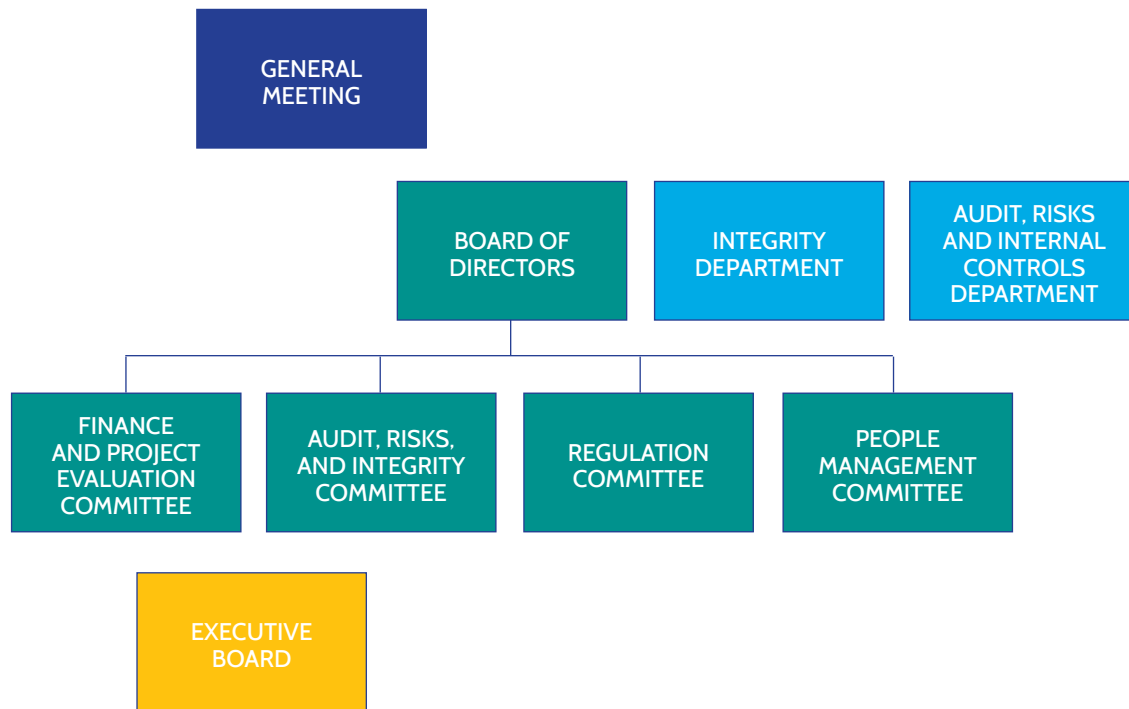 GENERAL
MEETING
BOARD OF
DIRECTORS
INTEGRITY
DEPARTMENT
AUDIT, RISKS
AND INTERNAL
CONTROLS
DEPARTMENT
FINANCE
AND PROJECT
EVALUATION
COMMITTEE
AUDIT, RISKS,
AND INTEGRITY
COMMITTEE
REGULATION
COMMITTEE
PEOPLE
MANAGEMENT
COMMITTEE
EXECUTIVE
BOARD